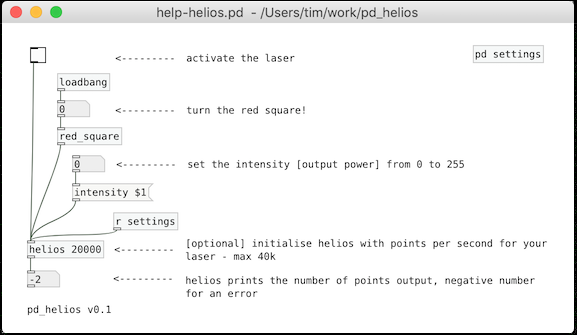 help-helios.pd - /Users/tim/work/pd_helios
<--------- activate the laser
pd settings
loadbang
0
<--------- turn the red square!
red_square
0
<--------- set the intensity [output power] from 0 to 255
intensity $1
r settings
helios 20000
<--------- [optional] initialise helios with points per second for your
laser - max 40k
-2
<--------- helios prints the number of points output, negative number
for an error
pd_helios v0.1